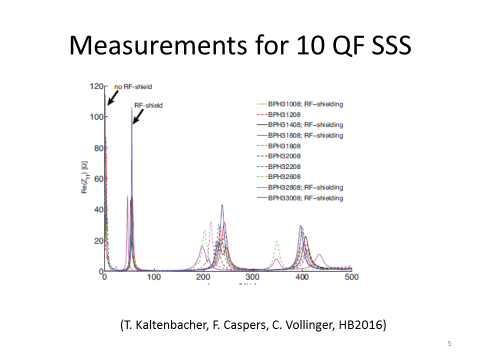 Measurements for 10 QF SSS
120
no RF-shield
RF-shield
100
80
60
40
20
0
BPH31008; RF-shielding
BPH31208
BPH31408; RF-shielding
BPH31608; RF-shielding
BPH31808
BPH32008
BPH32208
BPH32608
BPH32808; RF-shielding
BPH33008; RF-shielding
0
100
200
300
400
500
(T. Kaltenbacher, F. Caspers, C. Vollinger, HB2016)
5